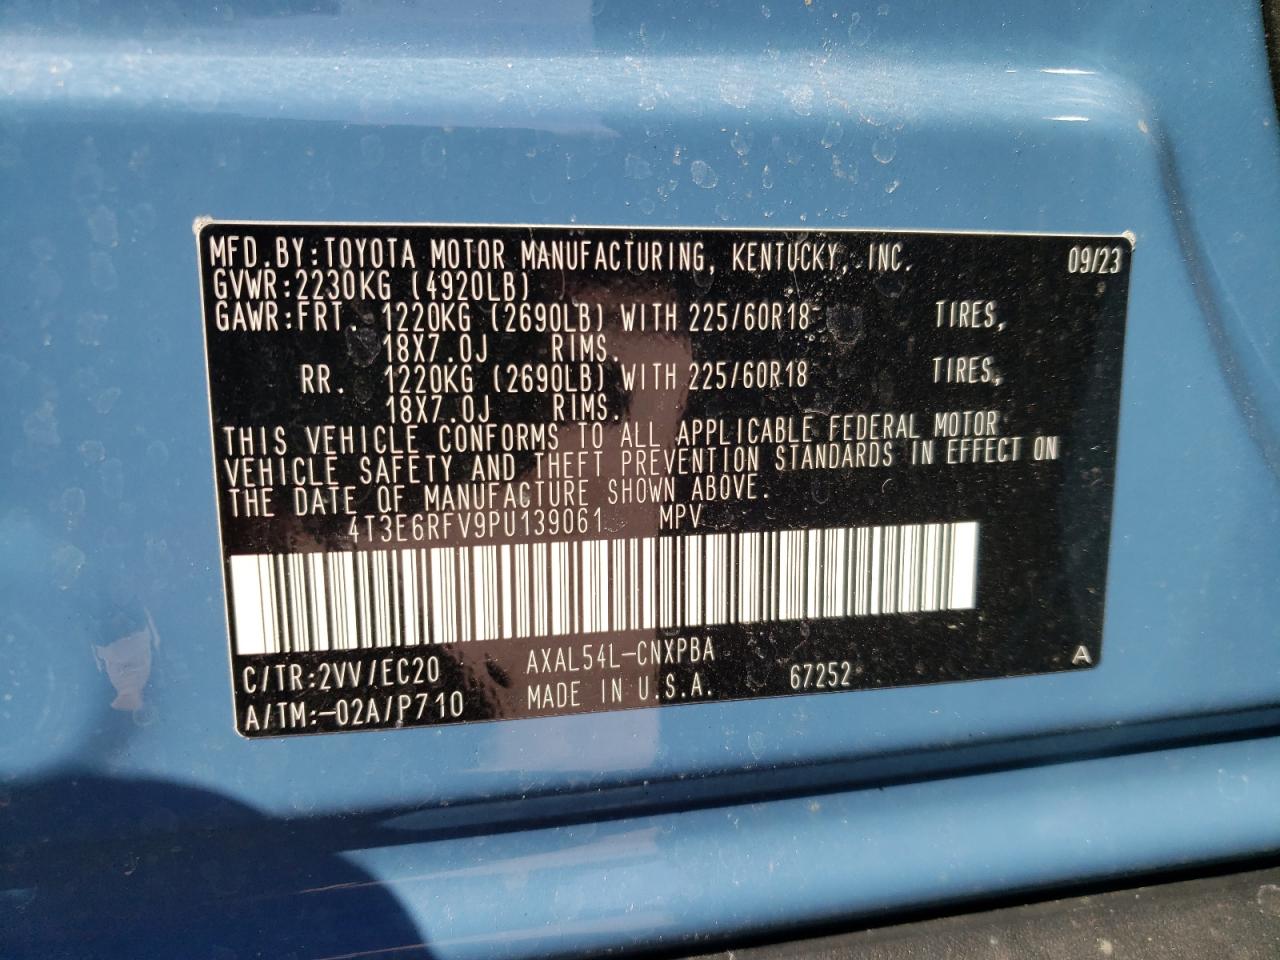 MFD.BY:TOYOTA MOTOR MANUFACTURING, KENTUCKY, INC. 09/23
GVWR:2230KG (4920LB)
GAWR:FRT. 1220KG (2690LB) WITH 225/60R18 TIRES,
18X7.0J RIMS.
RR. 1220KG (2690LB) WITH 225/60R18 TIRES,
18X7.0J RIMS.
THIS VEHICLE CONFORMS TO ALL APPLICABLE FEDERAL MOTOR
VEHICLE SAFETY AND THEFT PREVENTION STANDARDS IN EFFECT ON
THE DATE OF MANUFACTURE SHOWN ABOVE.
4T3E6RFV9PU139061 MPV
C/TR:2VV/EC20 AXAL54L-CNXPBA A
A/TM:-02A/P710 MADE IN U.S.A. 67252